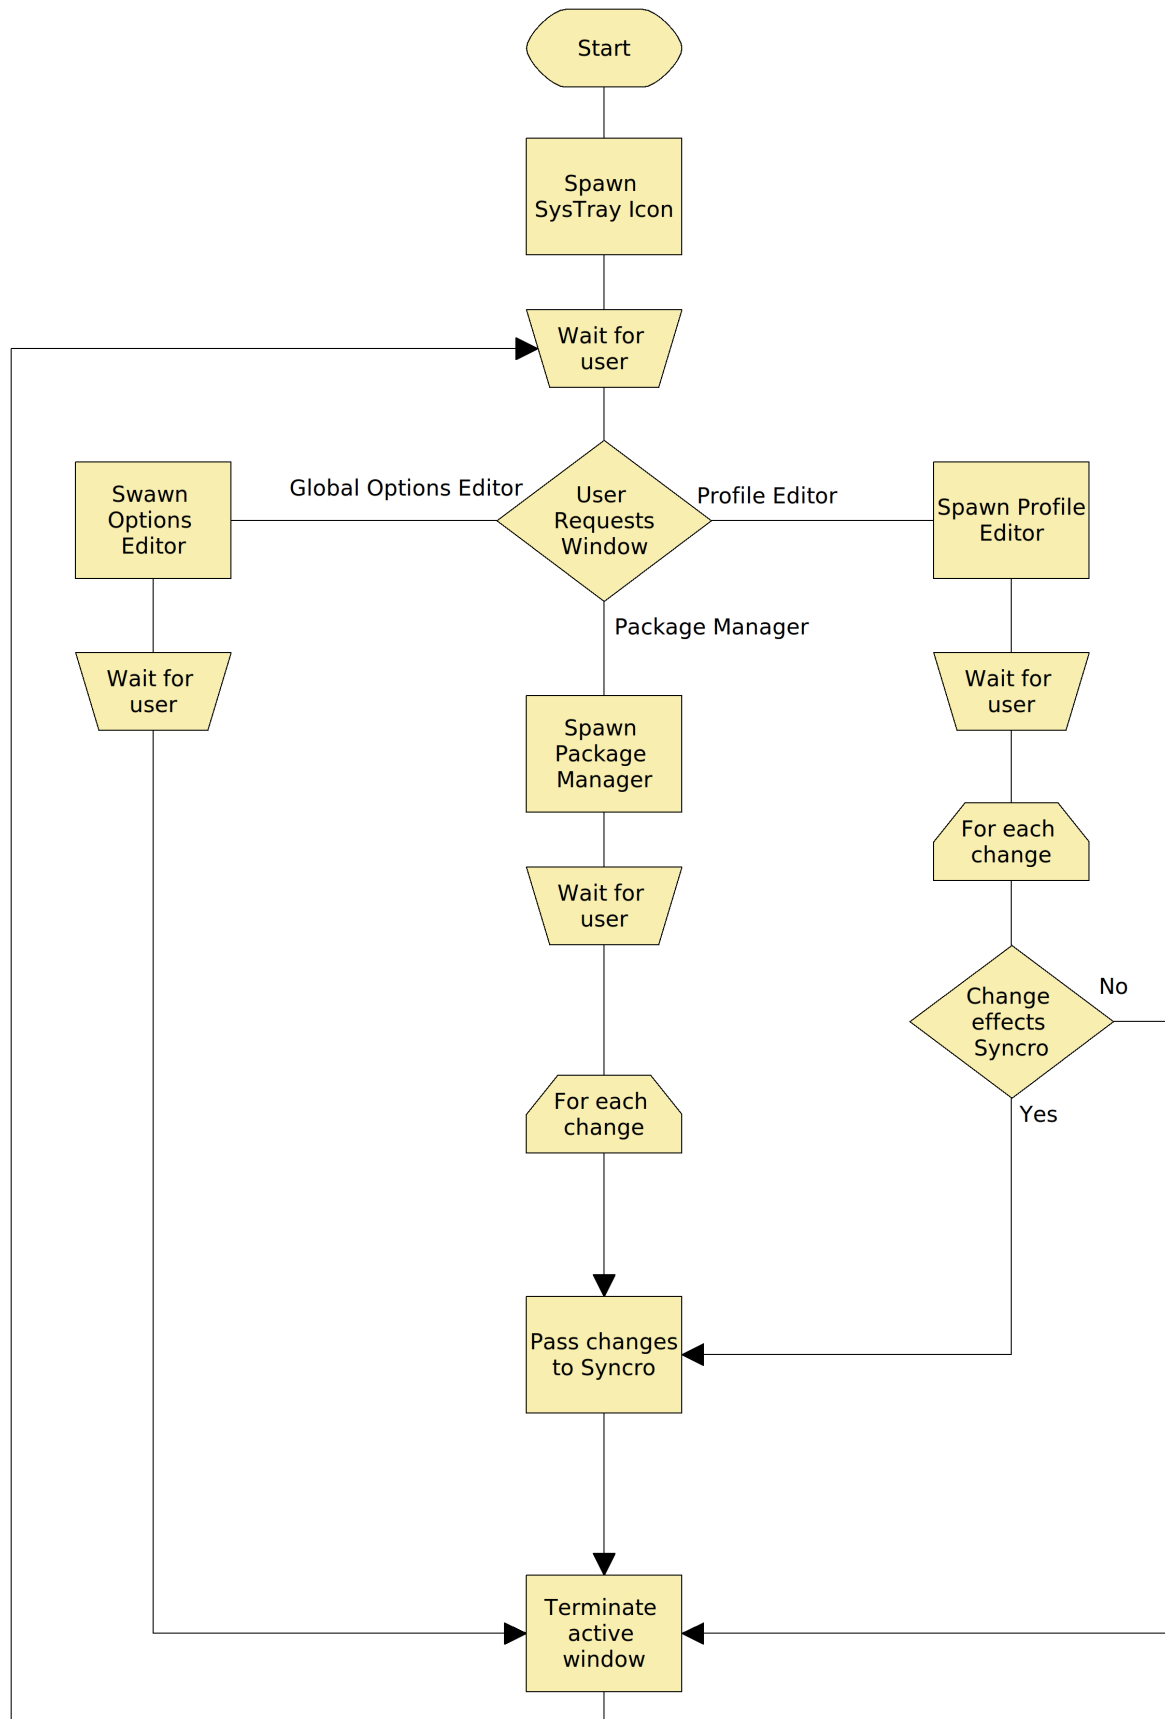 Start
Spawn
SysTray Icon
Wait for
user
Global Options Editor
User
Requests
Window
Profile Editor
Swawn
Options
Editor
Spawn Profile
Editor
Package Manager
Wait for
user
Wait for
user
Spawn
Package
Manager
For each
change
Wait for
user
Change
effects
Syncro
No
Yes
For each
change
Pass changes
to Syncro
Terminate
active
window